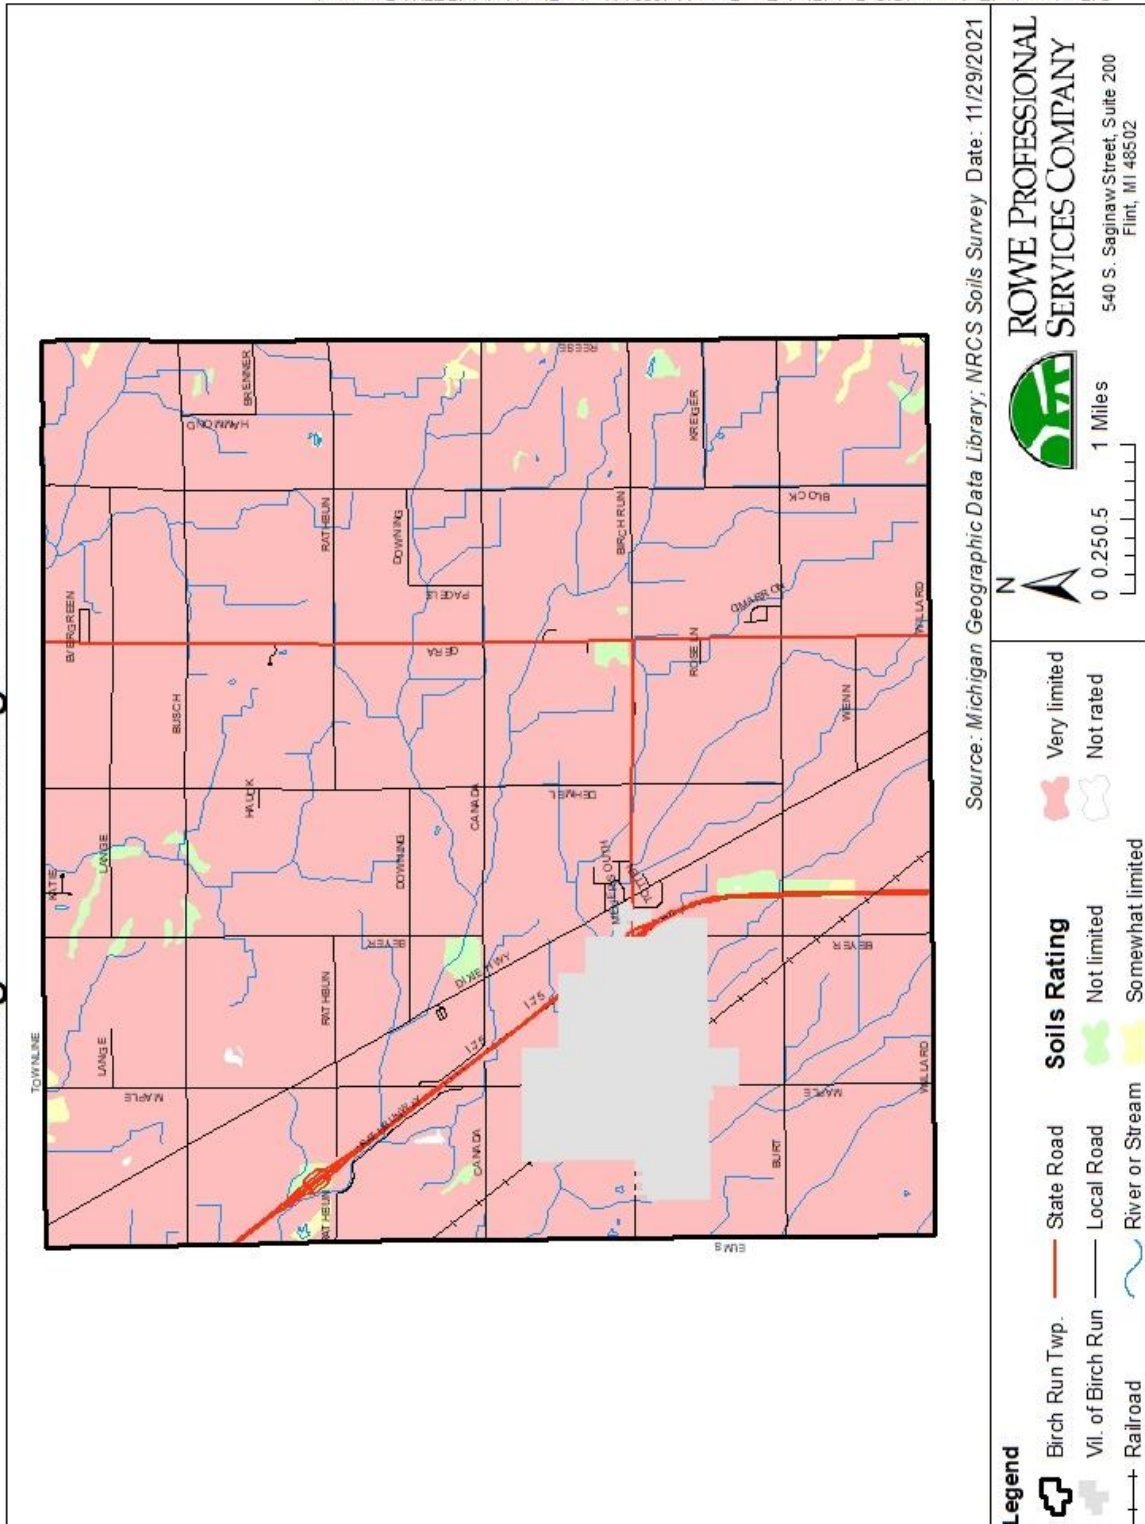 TOWNLINE
KATIE
EVERGREEN
LANGE
LANGE
MAPLE
BUSCH
HAMMOND
BRENNER
HAUCK
RATHBUN
RATHBUN
RATHBUN
DOWNING
DOWNING
BEYER
DIXIE HWY
I-75
I-75
GERA
PAGELS
CANADA
CANADA
DEHMEL
REESE
BIRCH RUN
KREIGER
ROSELN
BLOCK
BURT
MAPLE
BEYER
WENN
WILLARD
WILLARD
ELMS
Source: Michigan Geographic Data Library; NRCS Soils Survey Date: 11/29/2021
Legend
Birch Run Twp.
Vil. of Birch Run
Railroad
State Road
Local Road
River or Stream
Soils Rating
Not limited
Somewhat limited
Very limited
Not rated
N
0 0.25 0.5 1 Miles
ROWE PROFESSIONAL
SERVICES COMPANY
540 S. Saginaw Street, Suite 200
Flint, MI 48502